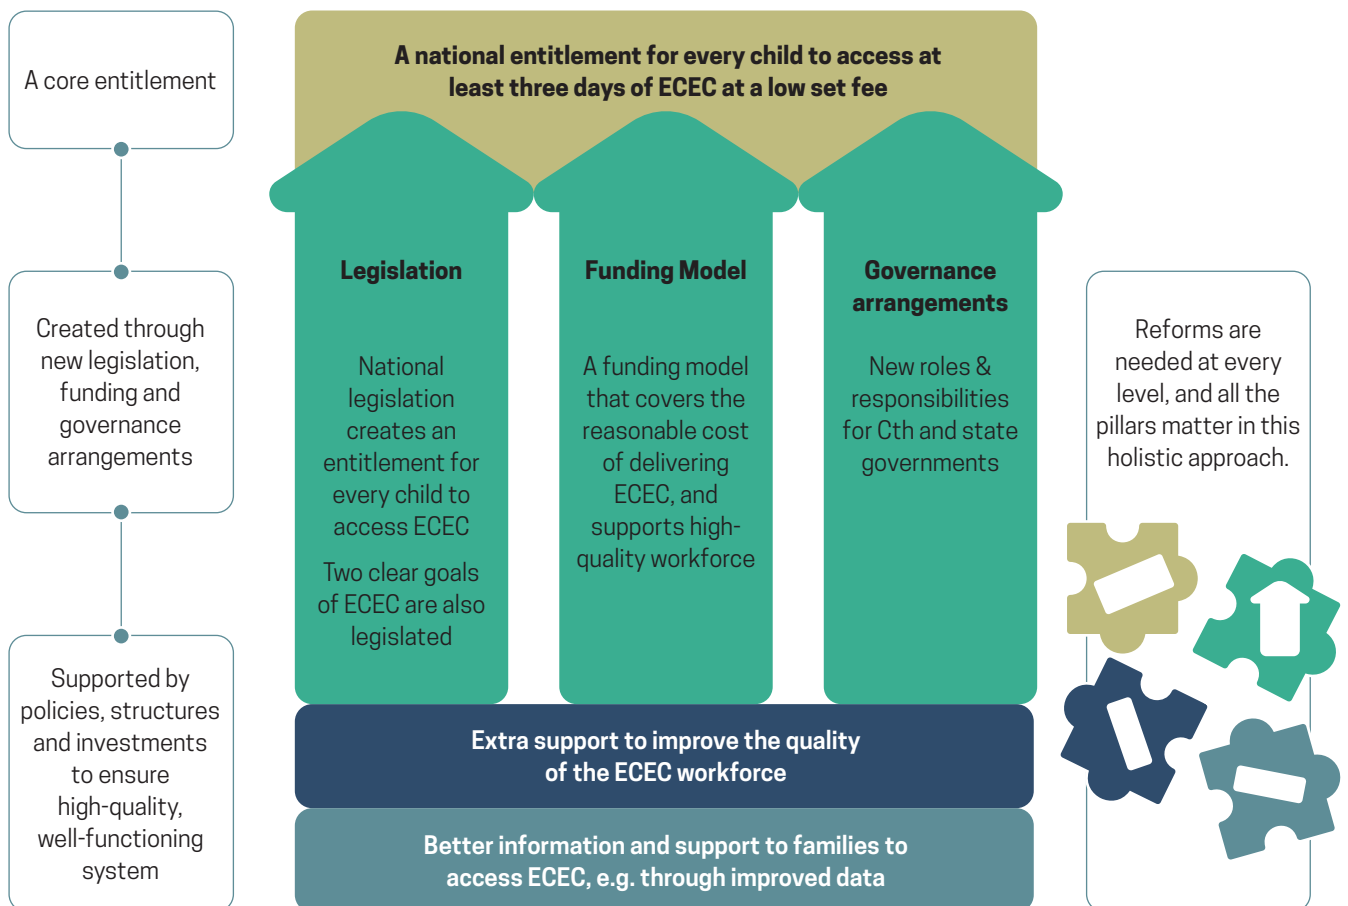 A core entitlement
Created through
new legislation,
funding and
governance
arrangements
Supported by
policies, structures
and investments
to ensure
high-quality,
well-functioning
system
A national entitlement for every child to access at
least three days of ECEC at a low set fee
Legislation
National
legislation
creates an
entitlement for
every child to
access ECEC
Two clear goals
of ECEC are also
legislated
Funding Model
A funding model
that covers the
reasonable cost
of delivering
ECEC, and
supports high-
quality workforce
Governance
arrangements
New roles &
responsibilities
for Cth and state
governments
Extra support to improve the quality
of the ECEC workforce
Better information and support to families to
access ECEC, e.g. through improved data
Reforms are
needed at every
level, and all the
pillars matter in this
holistic approach.